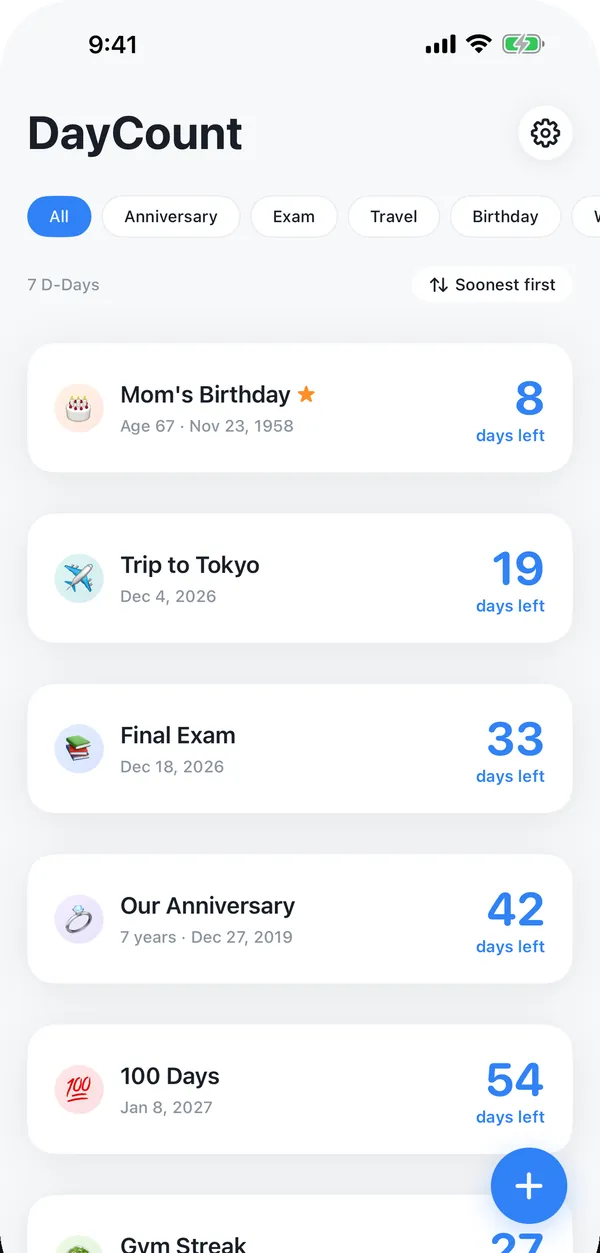 9:41
DayCount
All
Anniversary
Exam
Travel
Birthday
7 D-Days
Soonest first
Mom's Birthday
Age 67 · Nov 23, 1958
8
days left
Trip to Tokyo
Dec 4, 2026
19
days left
Final Exam
Dec 18, 2026
33
days left
Our Anniversary
7 years · Dec 27, 2019
42
days left
💯
100 Days
Jan 8, 2027
54
days left
Gym Streak
27